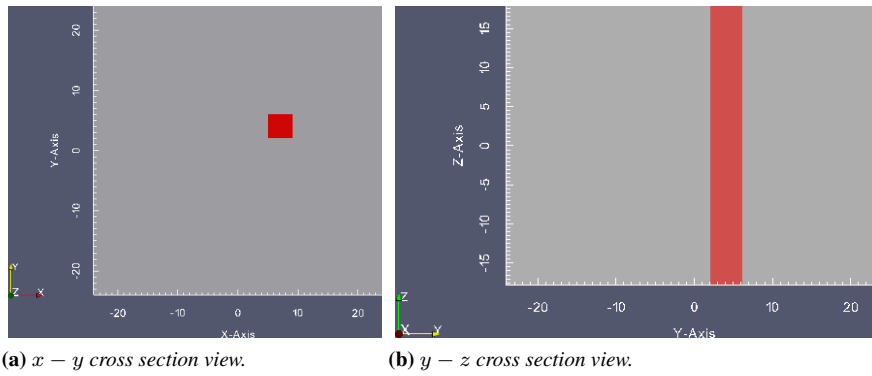 20
10
0
-10
-20
Y-Axis
-20 -10 0 10 20
X-Axis
Y
Z X
15
10
5
0
-5
-10
-15
Z-Axis
-20 -10 0 10 20
Y-Axis
Z
X Y
(a) x − y cross section view.
(b) y − z cross section view.